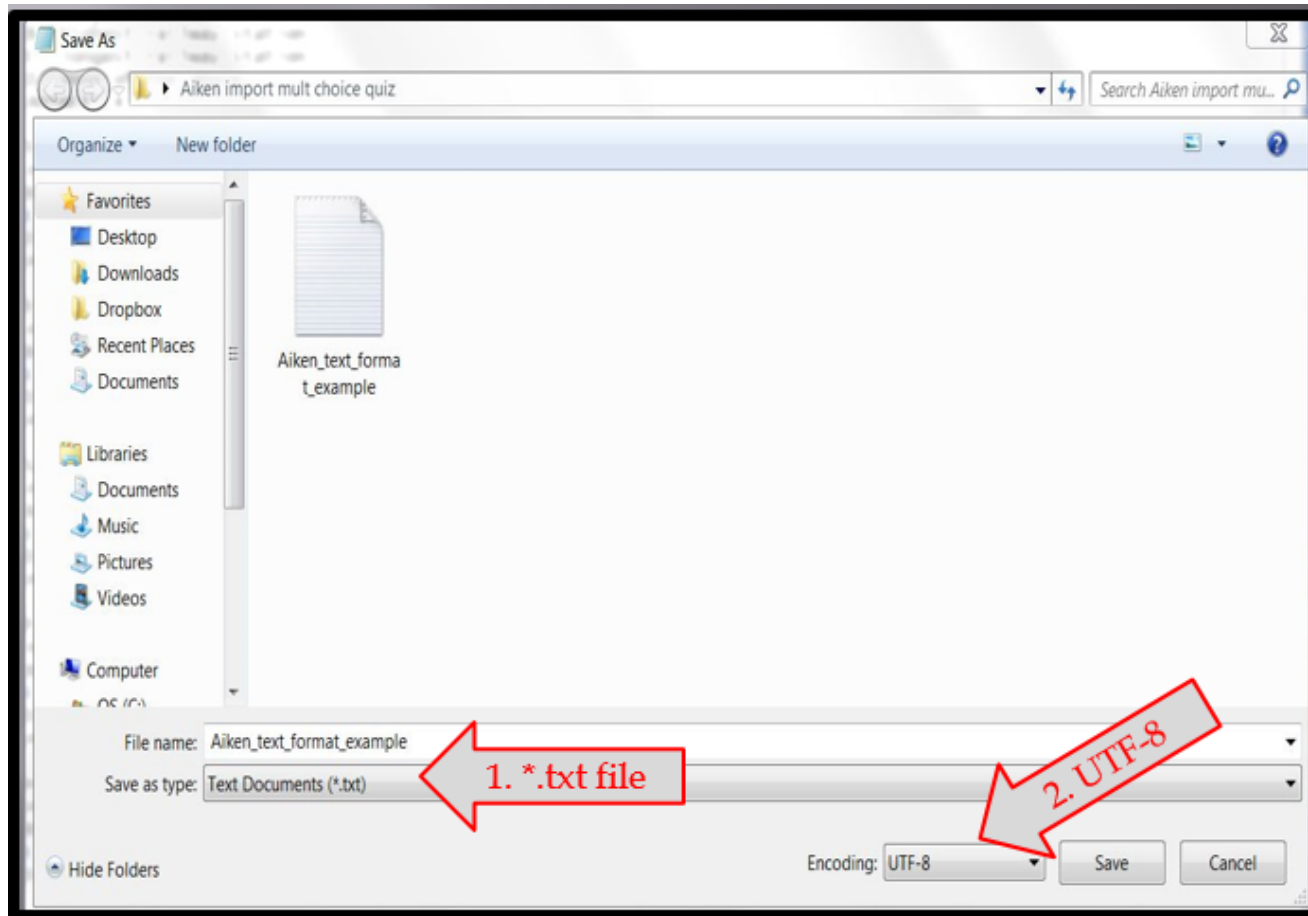 Save As
Aiken import mult choice quiz
Search Aiken import mu...
Organize
New folder
Favorites
Desktop
Downloads
Dropbox
Recent Places
Documents
Libraries
Documents
Music
Pictures
Videos
Computer
OS (C:)
Aiken_text_forma
t_example
File name: Aiken_text_format_example
Save as type: Text Documents (*.txt)
1. *.txt file
2. UTF-8
Hide Folders
Encoding: UTF-8
Save
Cancel